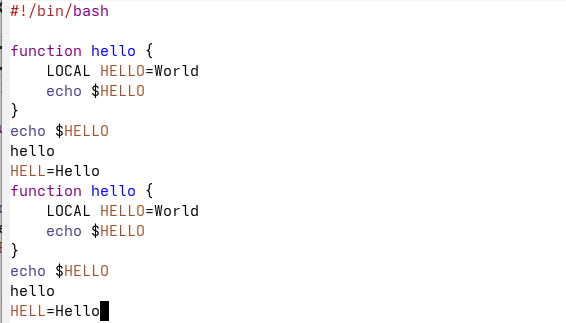 #!/bin/bash
function hello {
    LOCAL HELLO=World
    echo $HELLO
}
echo $HELLO
hello
HELL=Hello
function hello {
    LOCAL HELLO=World
    echo $HELLO
}
echo $HELLO
hello
HELL=Hello